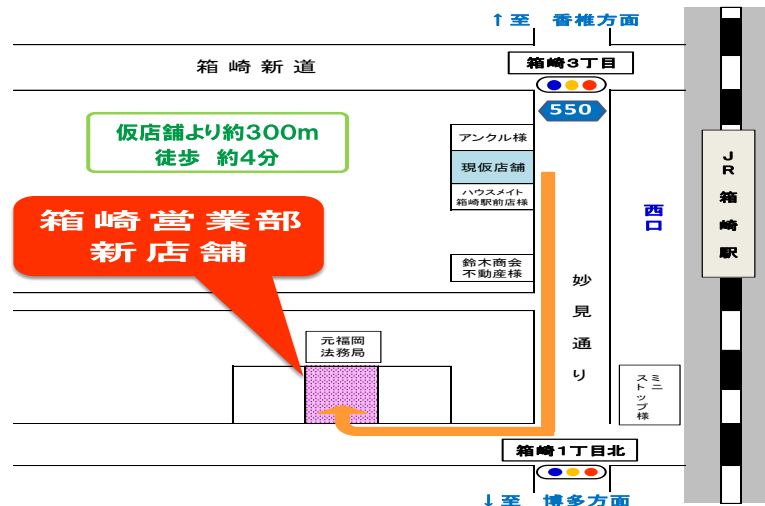 ↑至 香椎方面
箱崎新道
箱崎3丁目
550
仮店舗より約300m
徒歩 約4分
アンクル様
現仮店舗
ハウスメイト
箱崎駅前店様
JR箱崎駅
西口
箱崎営業部
新店舗
鈴木商会
不動産様
妙見通り
元福岡
法務局
ミニ
ストップ様
箱崎1丁目北
↓至 博多方面